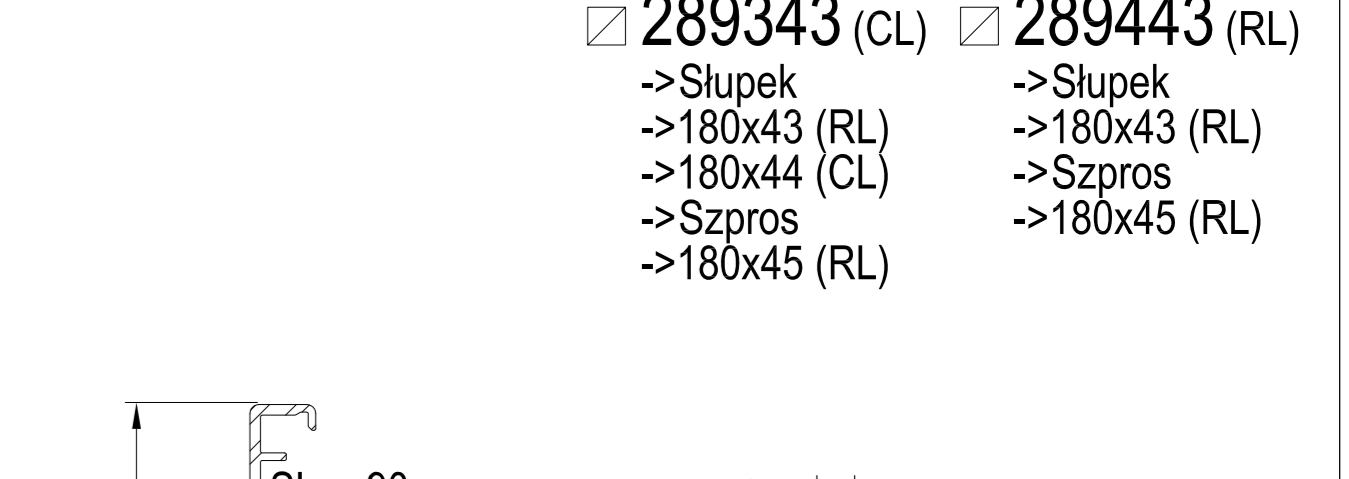 289343 (CL)
->Słupek
->180x43 (RL)
->180x44 (CL)
->Szpros
->180x45 (RL)
289443 (RL)
->Słupek
->180x43 (RL)
->Szpros
->180x45 (RL)